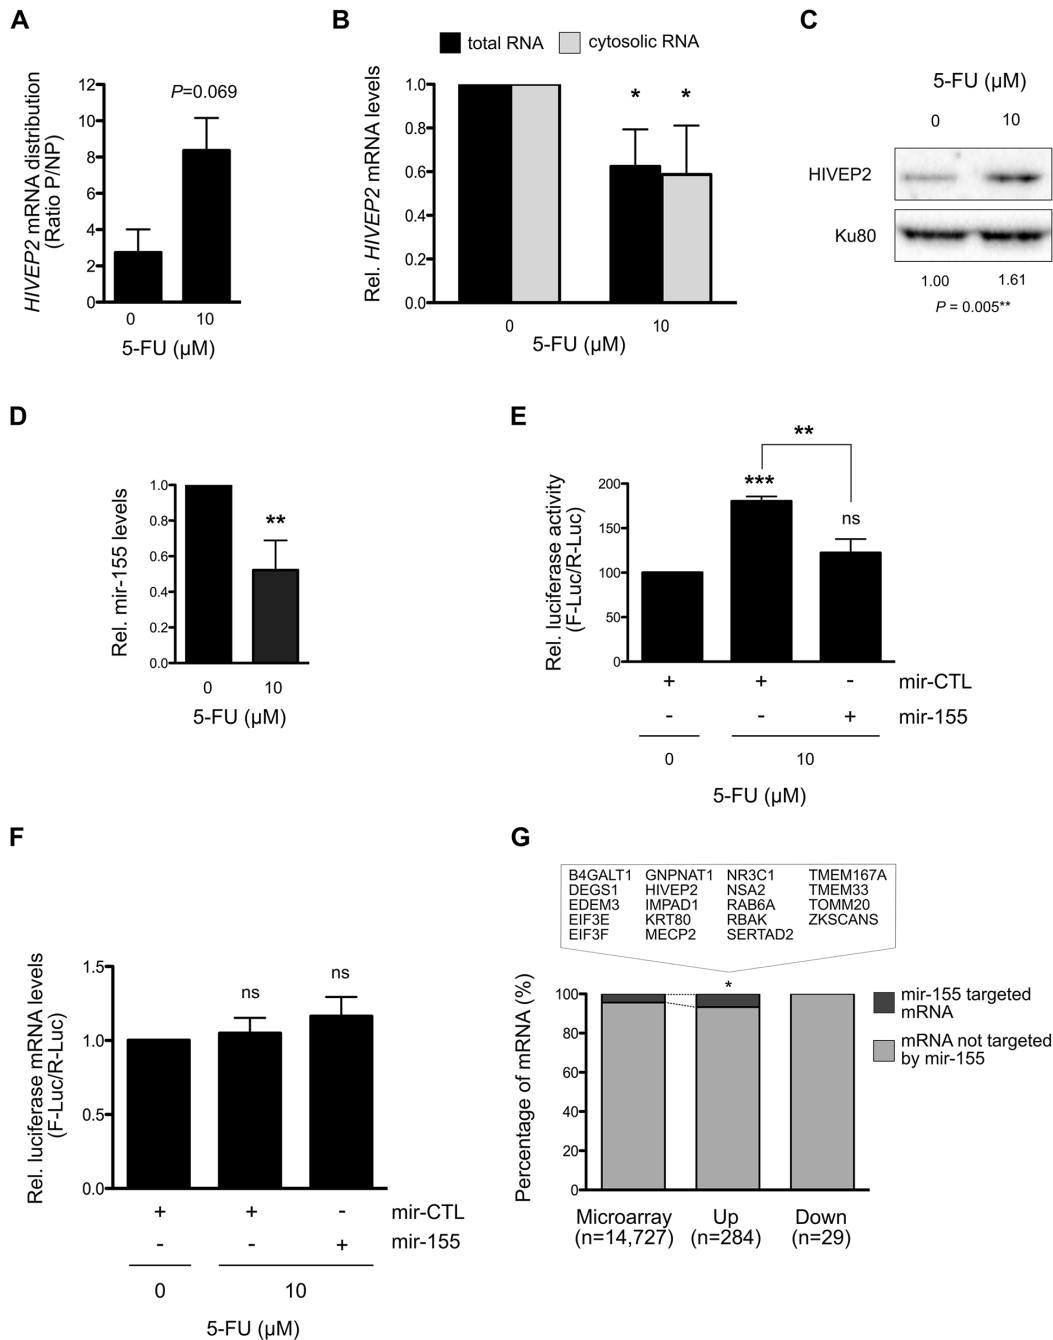 A
HIVEP2 mRNA distribution
(Ratio P/NP)
12
10
8
6
4
2
0
P=0.069
0
10
5-FU (µM)
B
total RNA
cytosolic RNA
Rel. HIVEP2 mRNA levels
1.0
0.8
0.6
0.4
0.2
0.0
*
*
0
10
5-FU (µM)
C
5-FU (µM)
0
10
HIVEP2
Ku80
1.00
1.61
P = 0.005**
D
Rel. mir-155 levels
1.0
0.8
0.6
0.4
0.2
0.0
**
0
10
5-FU (µM)
E
Rel. luciferase activity
(F-Luc/R-Luc)
200
150
100
50
0
**
***
ns
+ + - mir-CTL
- - + mir-155
0
10
5-FU (µM)
F
Rel. luciferase mRNA levels
(F-Luc/R-Luc)
1.5
1.0
0.5
0.0
ns
ns
+ + - mir-CTL
- - + mir-155
0
10
5-FU (µM)
G
B4GALT1 GNPNAT1 NR3C1 TMEM167A
DEGS1 HIVEP2 NSA2 TMEM33
EDEM3 IMPAD1 RAB6A TOMM20
EIF3E KRT80 RBAK ZKSCANS
EIF3F MECP2 SERTAD2
*
Percentage of mRNA (%)
100
80
60
40
20
0
mir-155 targeted
mRNA
mRNA not targeted
by mir-155
Microarray
(n=14,727)
Up
(n=284)
Down
(n=29)